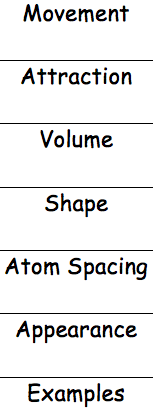 Movement
Attraction
Volume
Shape
Atom Spacing
Appearance
Examples